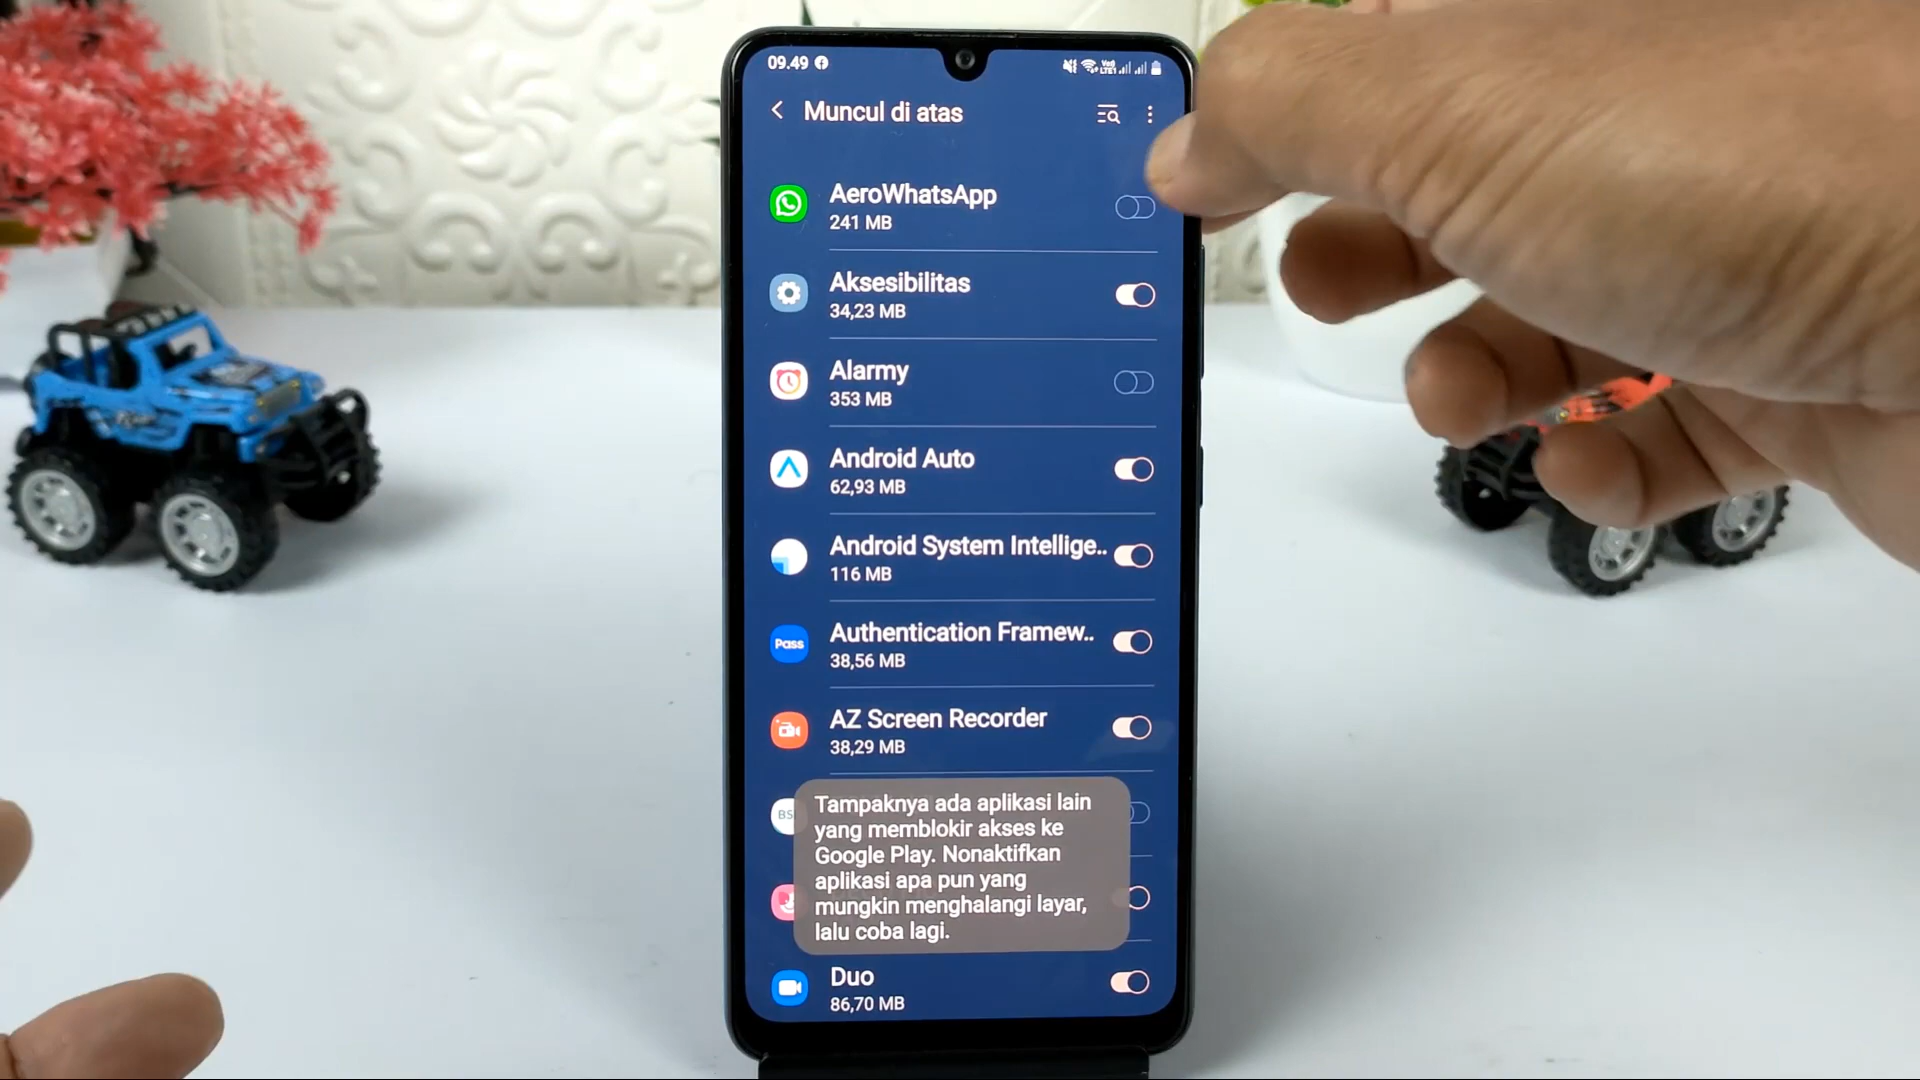 09.49
Vo)
LTE1
Muncul di atas
AeroWhatsApp
241 MB
Aksesibilitas
34,23 MB
Alarmy
353 MB
Android Auto
62,93 MB
Android System Intellige..
116 MB
Pass
Authentication Framew..
38,56 MB
AZ Screen Recorder
38,29 MB
BS
Tampaknya ada aplikasi lain
yang memblokir akses ke
Google Play. Nonaktifkan
aplikasi apa pun yang
mungkin menghalangi layar,
lalu coba lagi.
Duo
86,70 MB